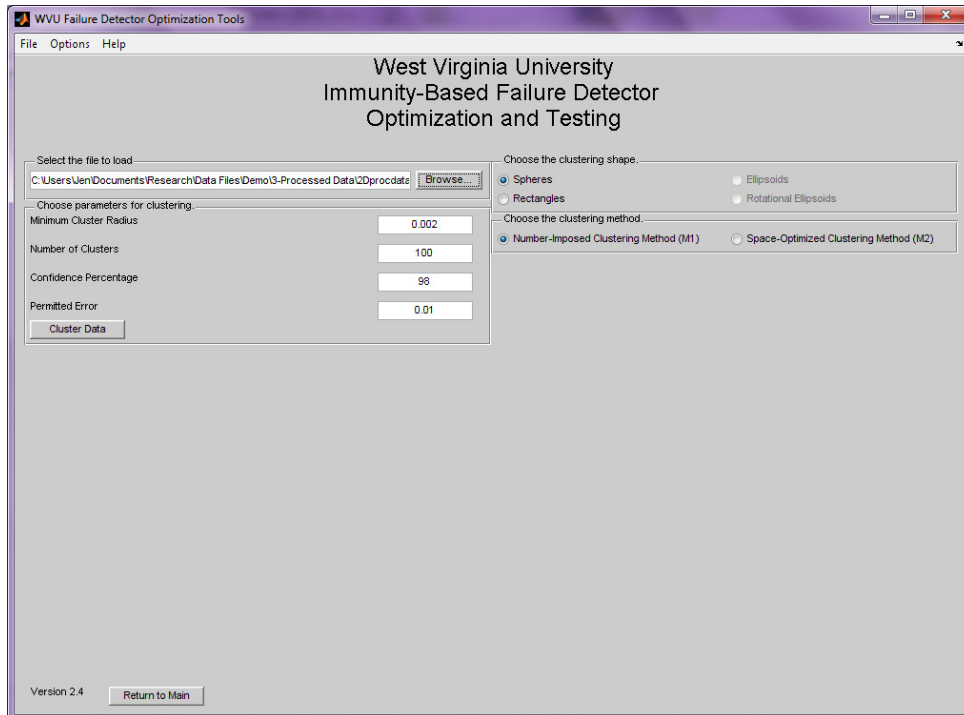 WVU Failure Detector Optimization Tools
File Options Help
West Virginia University
Immunity-Based Failure Detector
Optimization and Testing
Select the file to load
C:\Users\Jen\Documents\Research\Data Files\Demo\3-Processed Data\2Dprocdata
Browse...
Choose parameters for clustering.
Minimum Cluster Radius 0.002
Number of Clusters 100
Confidence Percentage 98
Permitted Error 0.01
Cluster Data
Choose the clustering shape.
Spheres Ellipsoids
Rectangles Rotational Ellipsoids
Choose the clustering method.
Number-Imposed Clustering Method (M1) Space-Optimized Clustering Method (M2)
Version 2.4 Return to Main